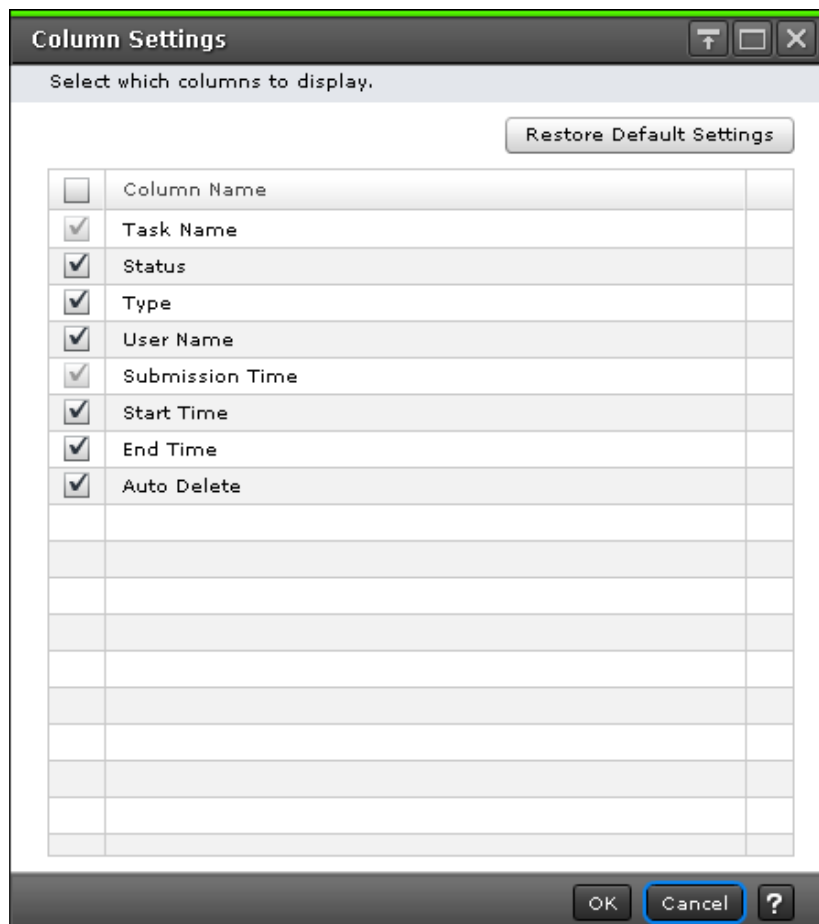 Column Settings
Select which columns to display.
Restore Default Settings
Column Name
Task Name
Status
Type
User Name
Submission Time
Start Time
End Time
Auto Delete
OK Cancel ?